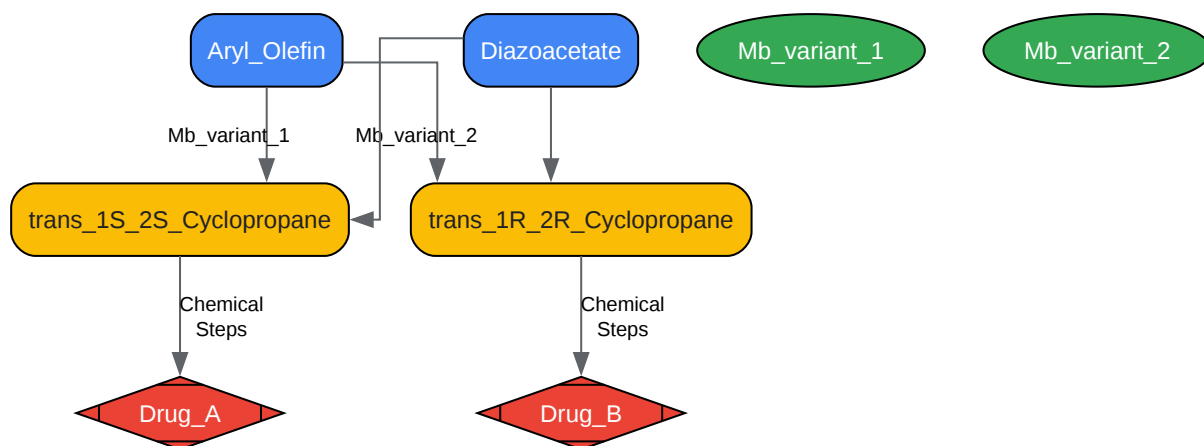 Aryl_Olefin
Diazoacetate
Mb_variant_1
Mb_variant_2
Mb_variant_1
Mb_variant_2
trans_1S_2S_Cyclopropane
trans_1R_2R_Cyclopropane
Chemical
Steps
Chemical
Steps
Drug_A
Drug_B